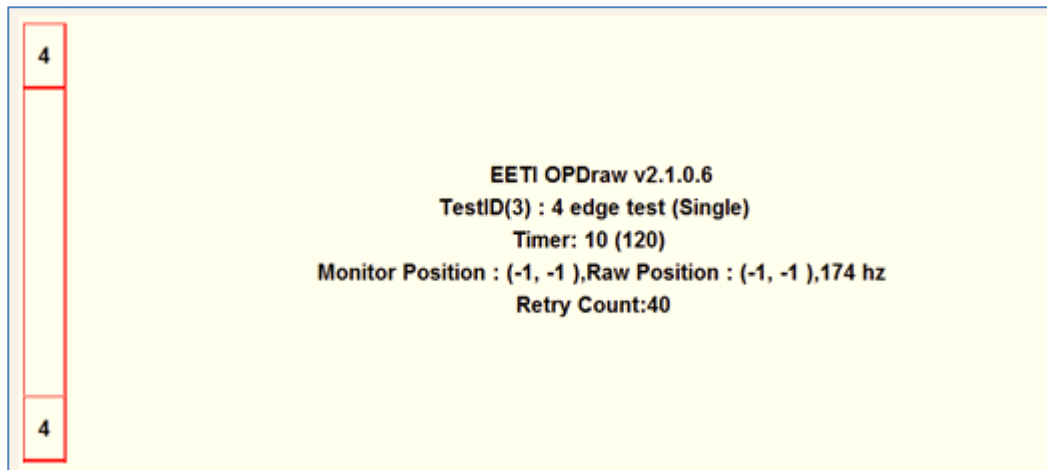 4
EETI OPDraw v2.1.0.6
TestID(3) : 4 edge test (Single)
Timer: 10 (120)
Monitor Position : (-1, -1 ),Raw Position : (-1, -1 ),174 hz
Retry Count:40
4